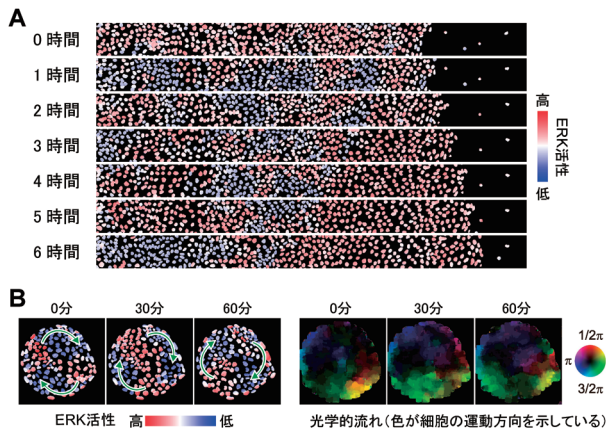 A
0時間
1時間
2時間
3時間
4時間
5時間
6時間
高
ERK活性
低
B
0分 30分 60分
0分 30分 60分
1/2π
π
3/2π
ERK活性 高 低
光学的流れ(色が細胞の運動方向を示している)